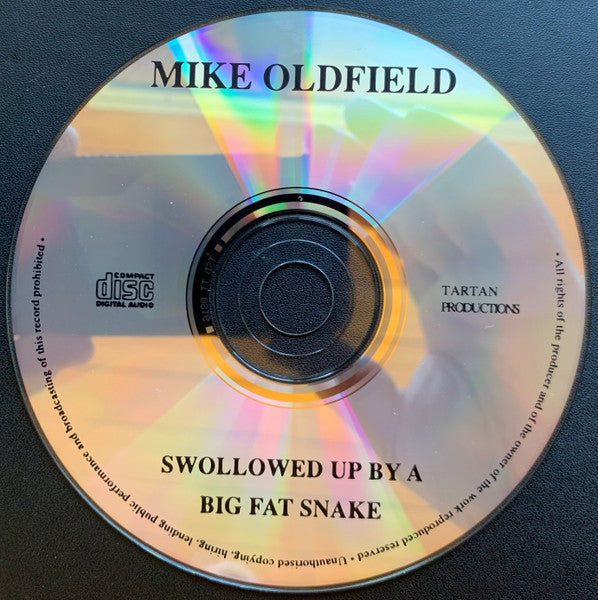 MIKE OLDFIELD
COMPACT
disc
DIGITAL AUDIO
TARTAN
PRODUCTIONS
SWOLLOWED UP BY A
BIG FAT SNAKE
• All rights of the producer and of the owner of the work reproduced reserved • Unauthorised copying, hiring, lending public performance and broadcasting of this record prohibited •